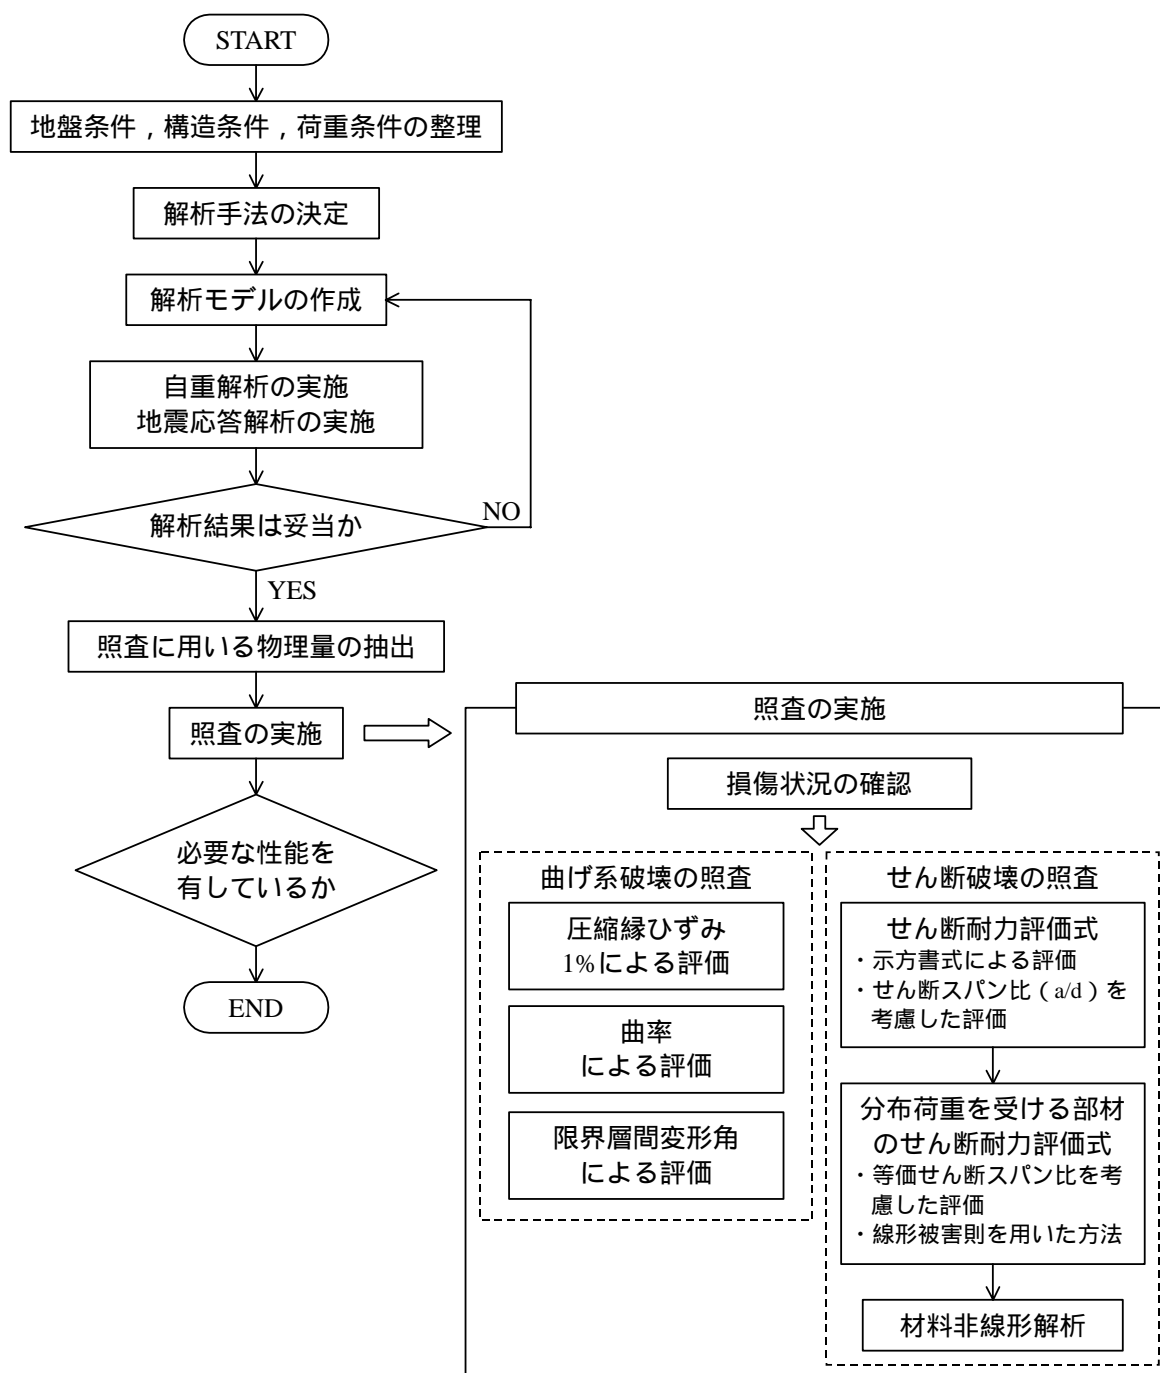 START
地盤条件，構造条件，荷重条件の整理
解析手法の決定
解析モデルの作成
自重解析の実施
地震応答解析の実施
解析結果は妥当か
NO
YES
照査に用いる物理量の抽出
照査の実施
必要な性能を
有しているか
END
照査の実施
損傷状況の確認
曲げ系破壊の照査
圧縮縁ひずみ
1%による評価
曲率
による評価
限界層間変形角
による評価
せん断破壊の照査
せん断耐力評価式
・示方書式による評価
・せん断スパン比（a/d）を
考慮した評価
分布荷重を受ける部材
のせん断耐力評価式
・等価せん断スパン比を考
慮した評価
・線形被害則を用いた方法
材料非線形解析